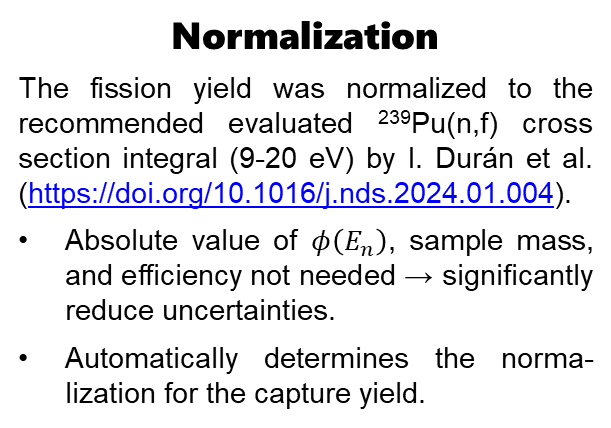 Normalization
The fission yield was normalized to the
recommended evaluated ²³⁹Pu(n,f) cross
section integral (9-20 eV) by I. Durán et al.
(https://doi.org/10.1016/j.nds.2024.01.004).
• Absolute value of 𝜙(𝐸ₙ), sample mass,
and efficiency not needed → significantly
reduce uncertainties.
• Automatically determines the norma-
lization for the capture yield.